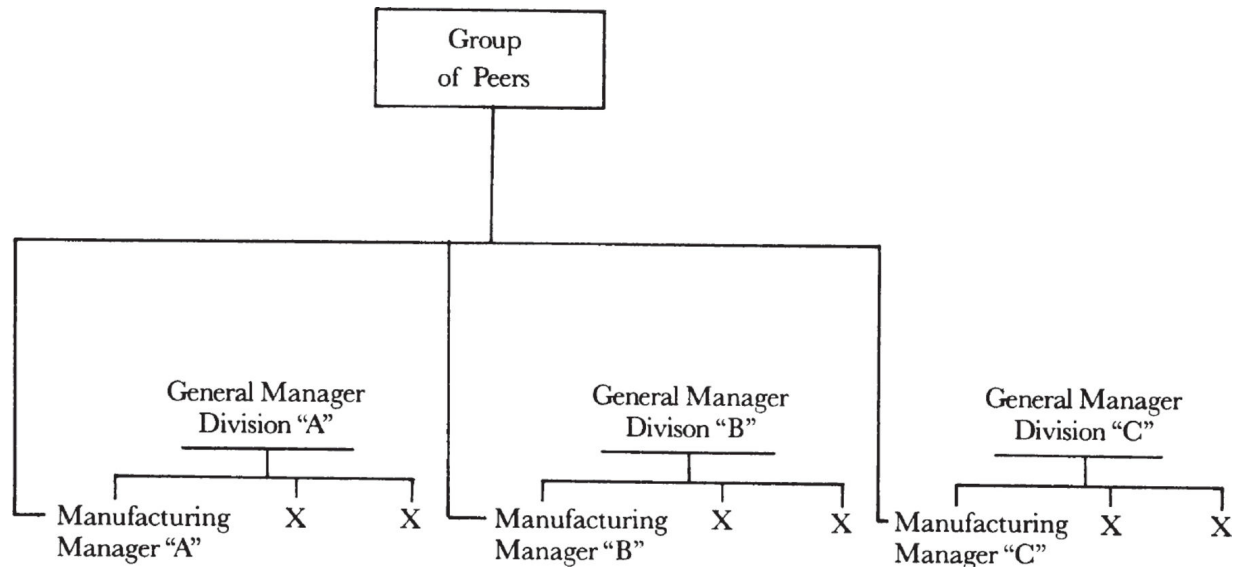 Group
of Peers
General Manager
Division “A”
General Manager
Divison “B”
General Manager
Division “C”
Manufacturing
Manager “A”
X
X
Manufacturing
Manager “B”
X
X
Manufacturing
Manager “C”
X
X